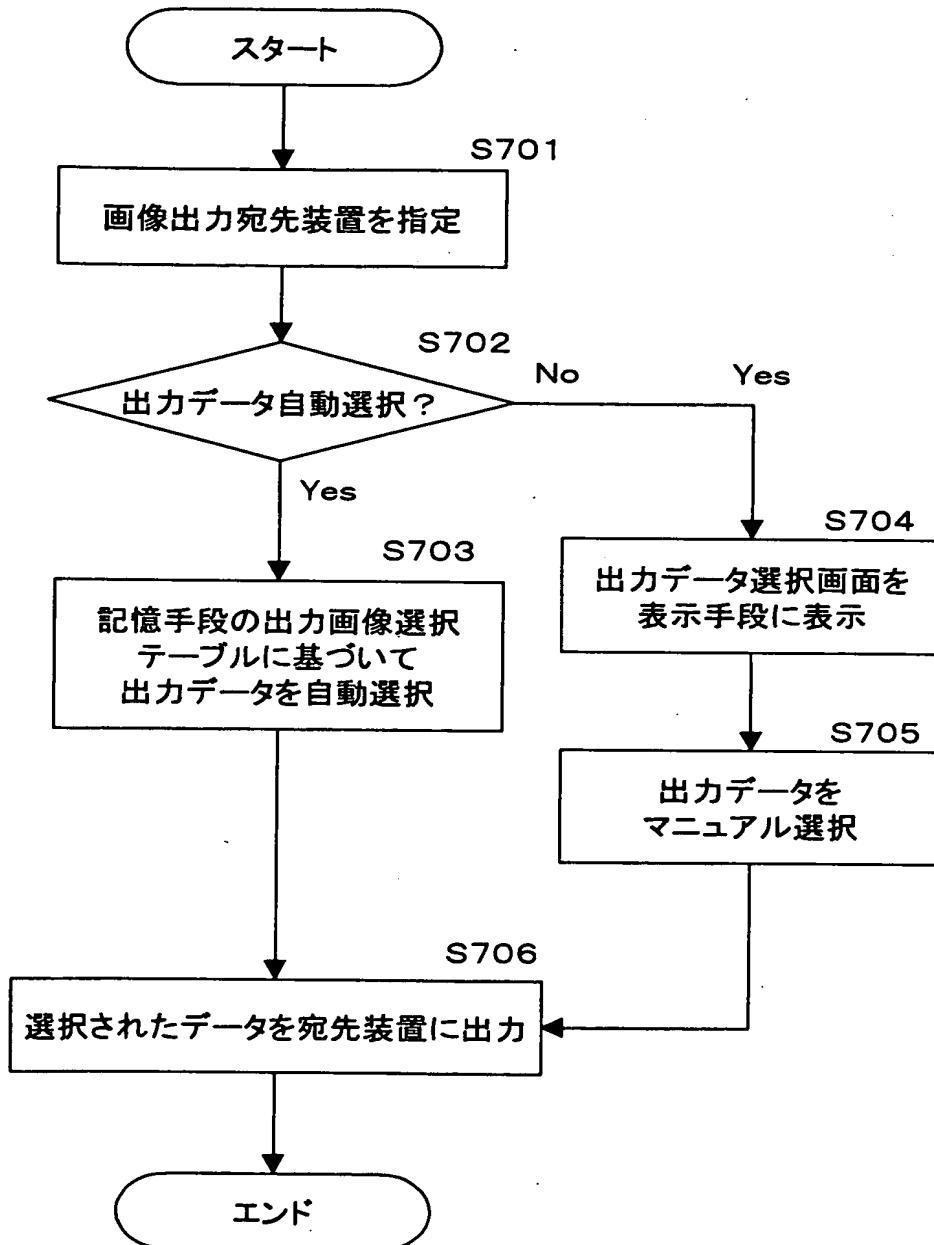 スタート
S701
画像出力宛先装置を指定
S702
出力データ自動選択？
No
Yes
Yes
S703
記憶手段の出力画像選択
テーブルに基づいて
出力データを自動選択
S704
出力データ選択画面を
表示手段に表示
S705
出力データを
マニュアル選択
S706
選択されたデータを宛先装置に出力
エンド